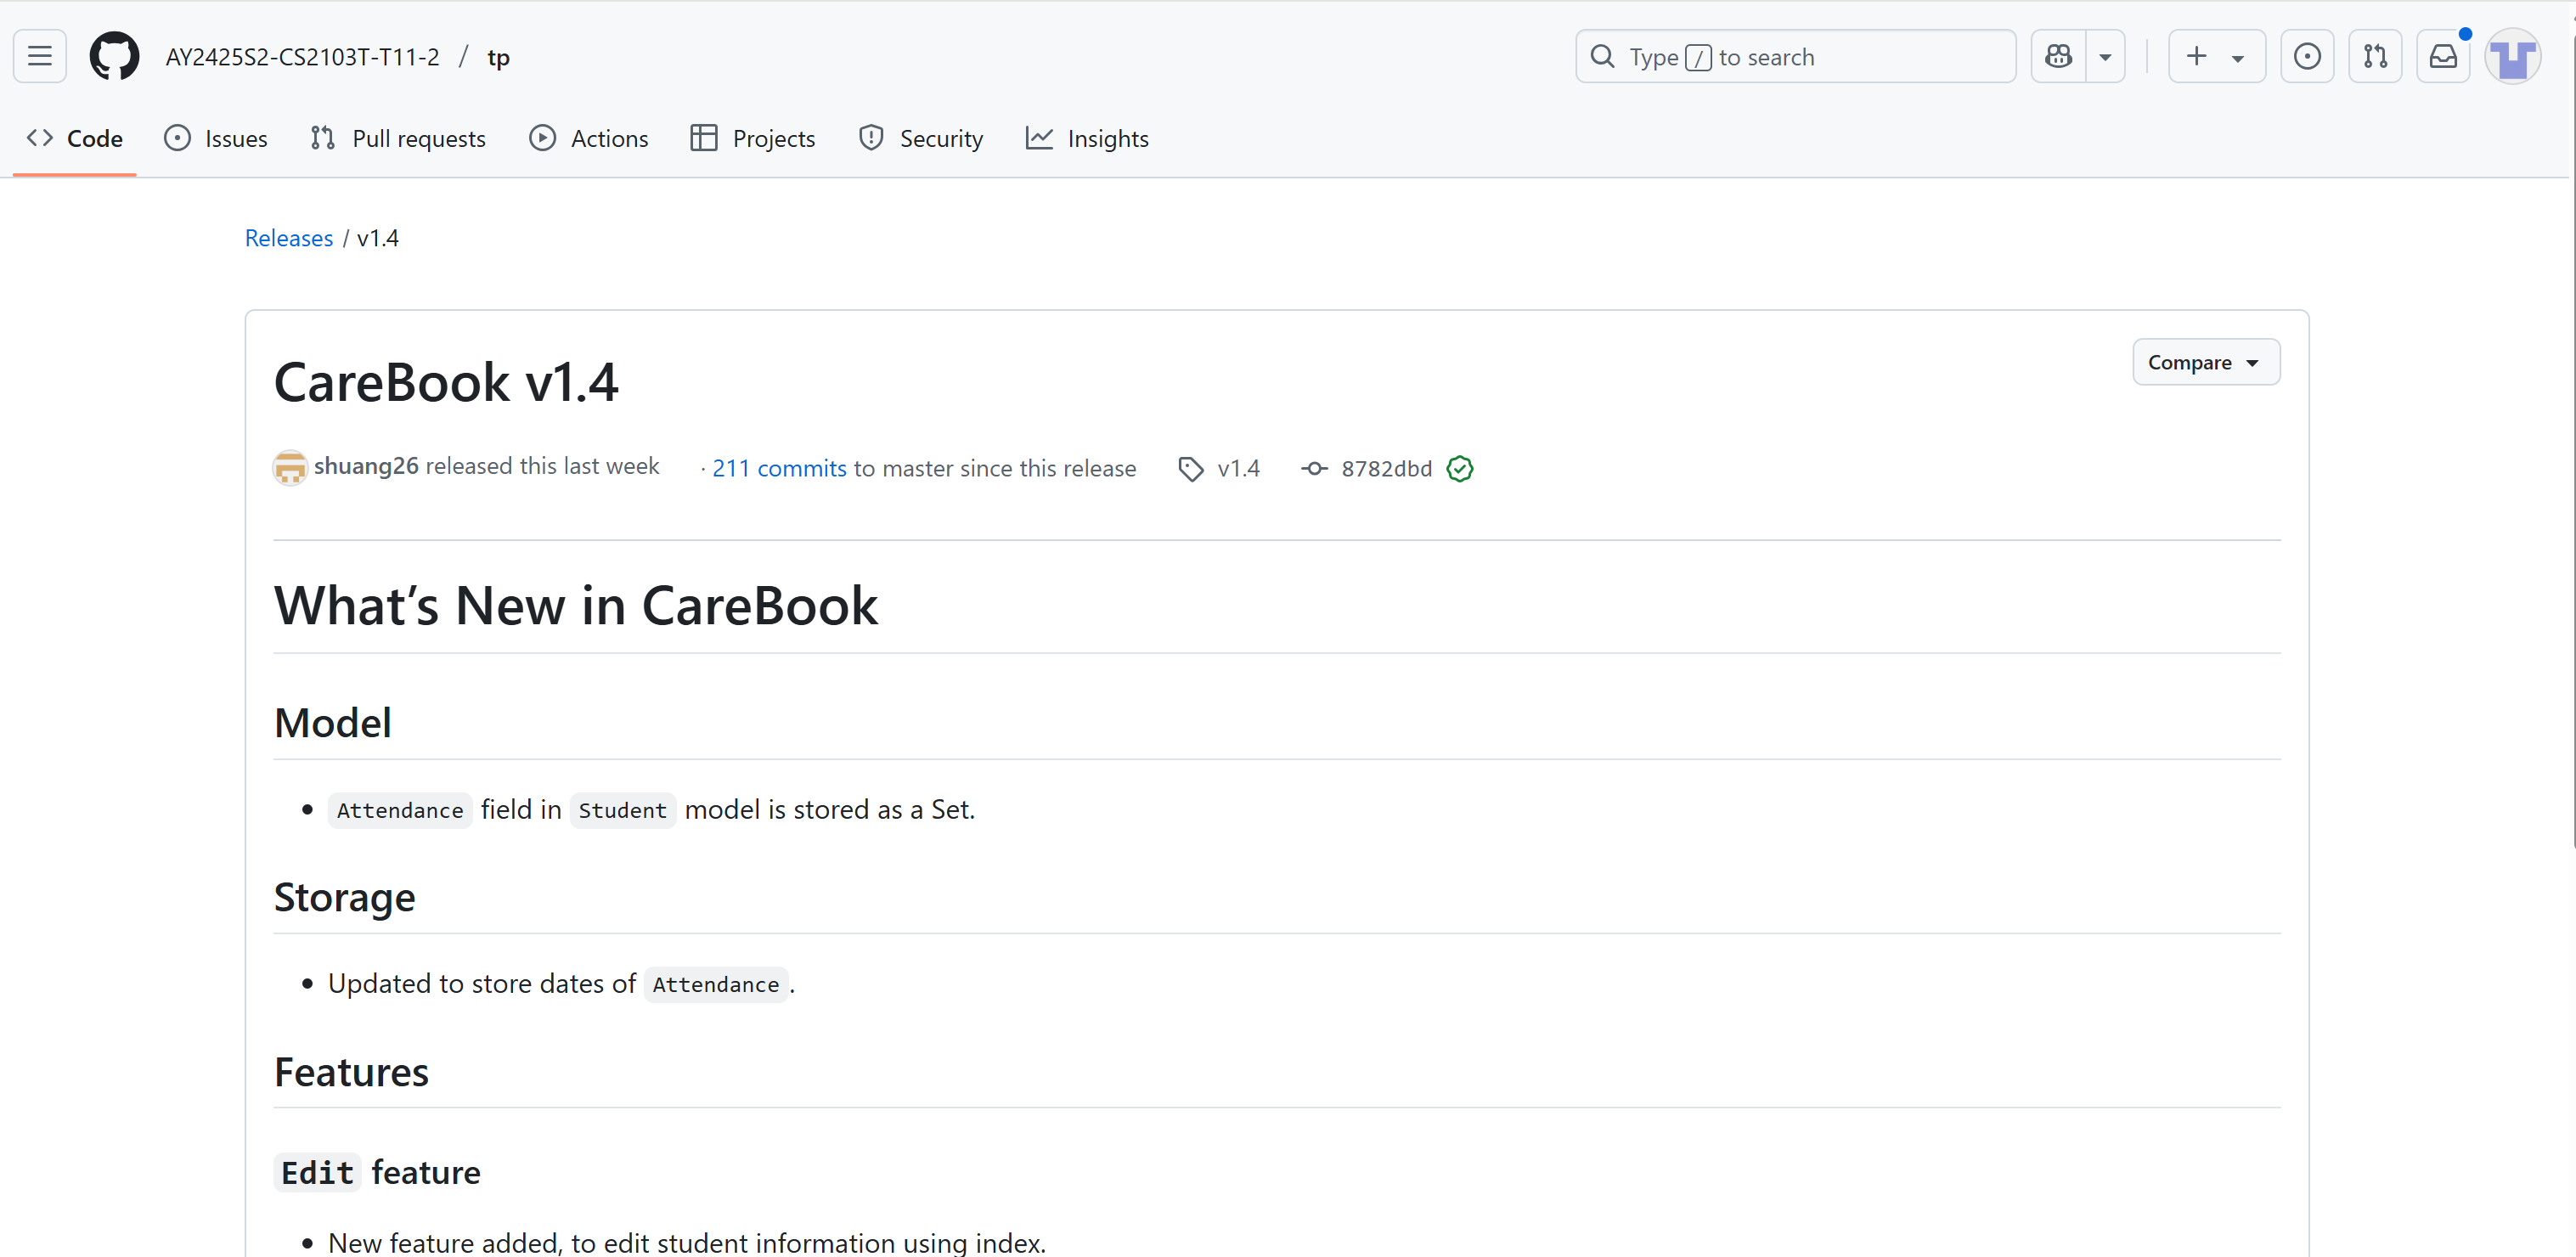 AY2425S2-CS2103T-T11-2 / tp
Type / to search
Code Issues Pull requests Actions Projects Security Insights
Releases / v1.4
CareBook v1.4
Compare
shuang26 released this last week · 211 commits to master since this release v1.4 8782dbd
What’s New in CareBook
Model
Attendance field in Student model is stored as a Set.
Storage
Updated to store dates of Attendance.
Features
Edit feature
New feature added, to edit student information using index.